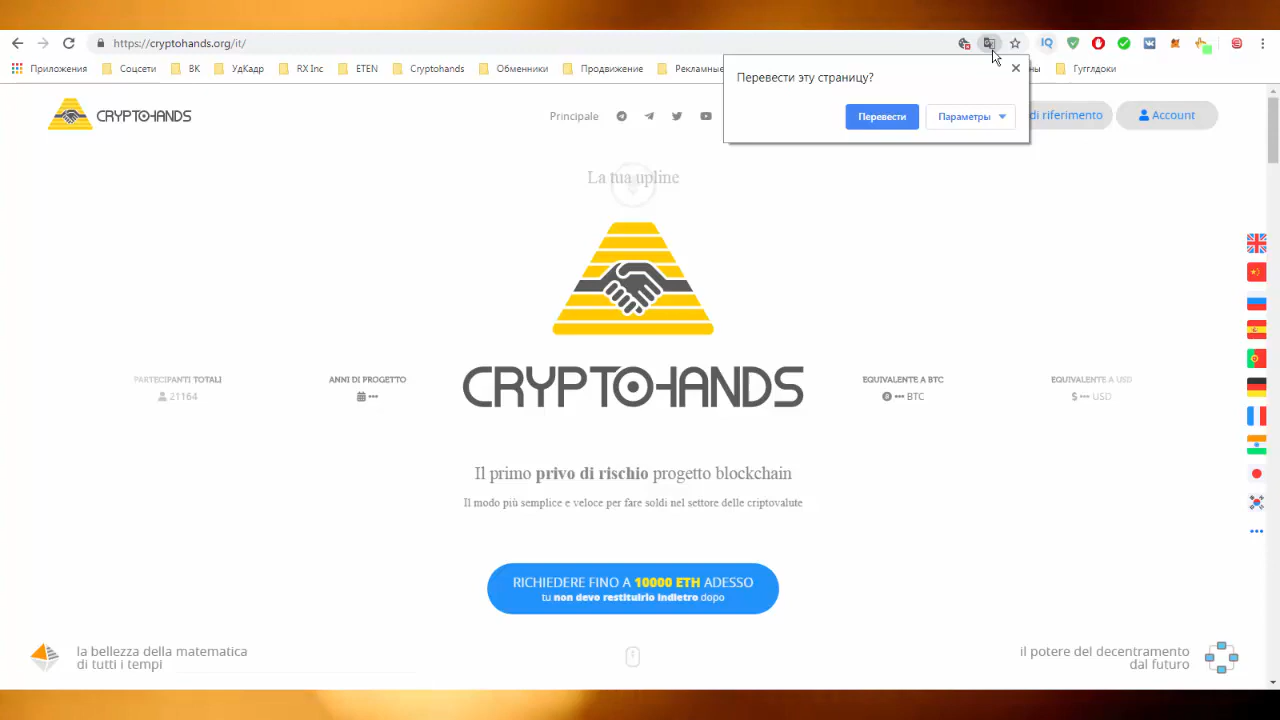 https://cryptohands.org/it/
Приложения
Соцсети
ВК
УдКадр
RX Inc
ETEN
Cryptohands
Обменники
Продвижение
Рекламные
Гугглдоки
Перевести эту страницу?
Перевести
Параметры
CRYPTOHANDS
Principale
di riferimento
Account
La tua upline
CRYPTOHANDS
PARTECIPANTI TOTALI
21164
ANNI DI PROGETTO
•••
EQUIVALENTE A BTC
••• BTC
EQUIVALENTE A USD
$ ••• USD
Il primo privo di rischio progetto blockchain
Il modo più semplice e veloce per fare soldi nel settore delle criptovalute
RICHIEDERE FINO A 10000 ETH ADESSO
tu non devo restituirlo indietro dopo
la bellezza della matematica
di tutti i tempi
il potere del decentramento
dal futuro